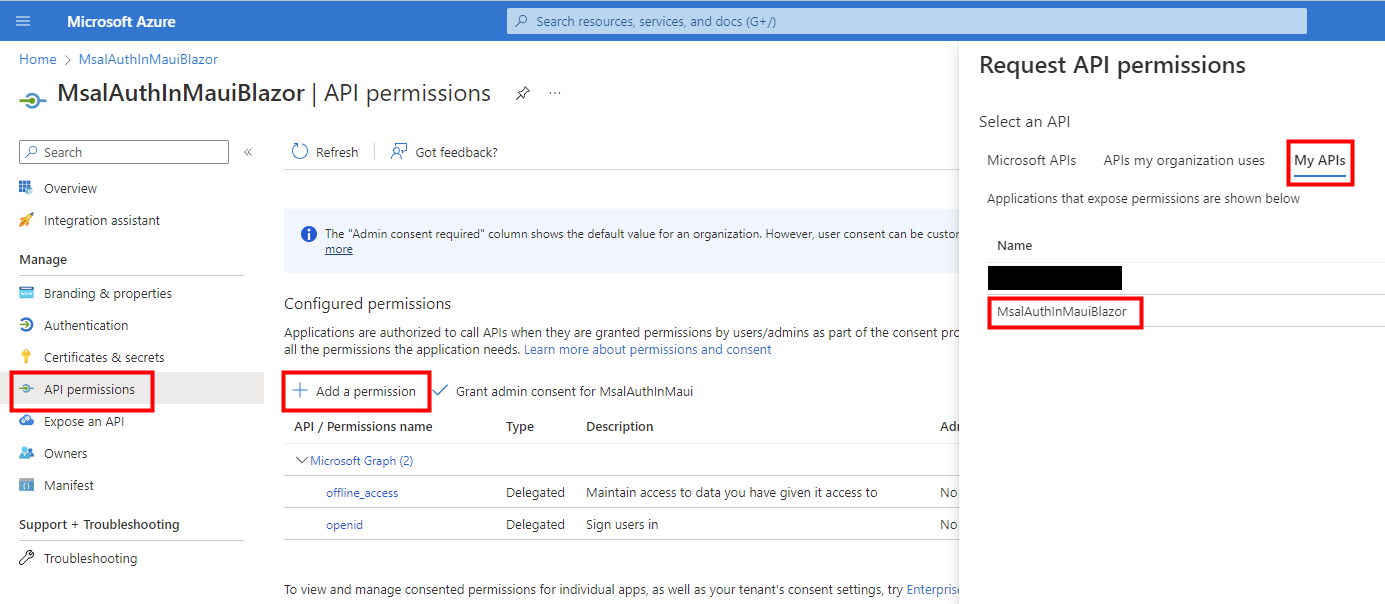 Microsoft Azure
Search resources, services, and docs (G+/)
Home > MsalAuthInMauiBlazor
MsalAuthInMauiBlazor | API permissions
...
Search
«
Overview
Integration assistant
Manage
Branding & properties
Authentication
Certificates & secrets
API permissions
Expose an API
Owners
Manifest
Support + Troubleshooting
Troubleshooting
Refresh
Got feedback?
The "Admin consent required" column shows the default value for an organization. However, user consent can be custor
more
Configured permissions
Applications are authorized to call APIs when they are granted permissions by users/admins as part of the consent pro
all the permissions the application needs. Learn more about permissions and consent
Add a permission
Grant admin consent for MsalAuthInMaui
API / Permissions name Type Description Adr
Microsoft Graph (2)
offline_access Delegated Maintain access to data you have given it access to No
openid Delegated Sign users in No
To view and manage consented permissions for individual apps, as well as your tenant's consent settings, try Enterprise
Request API permissions
Select an API
Microsoft APIs APIs my organization uses My APIs
Applications that expose permissions are shown below
Name
MsalAuthInMauiBlazor